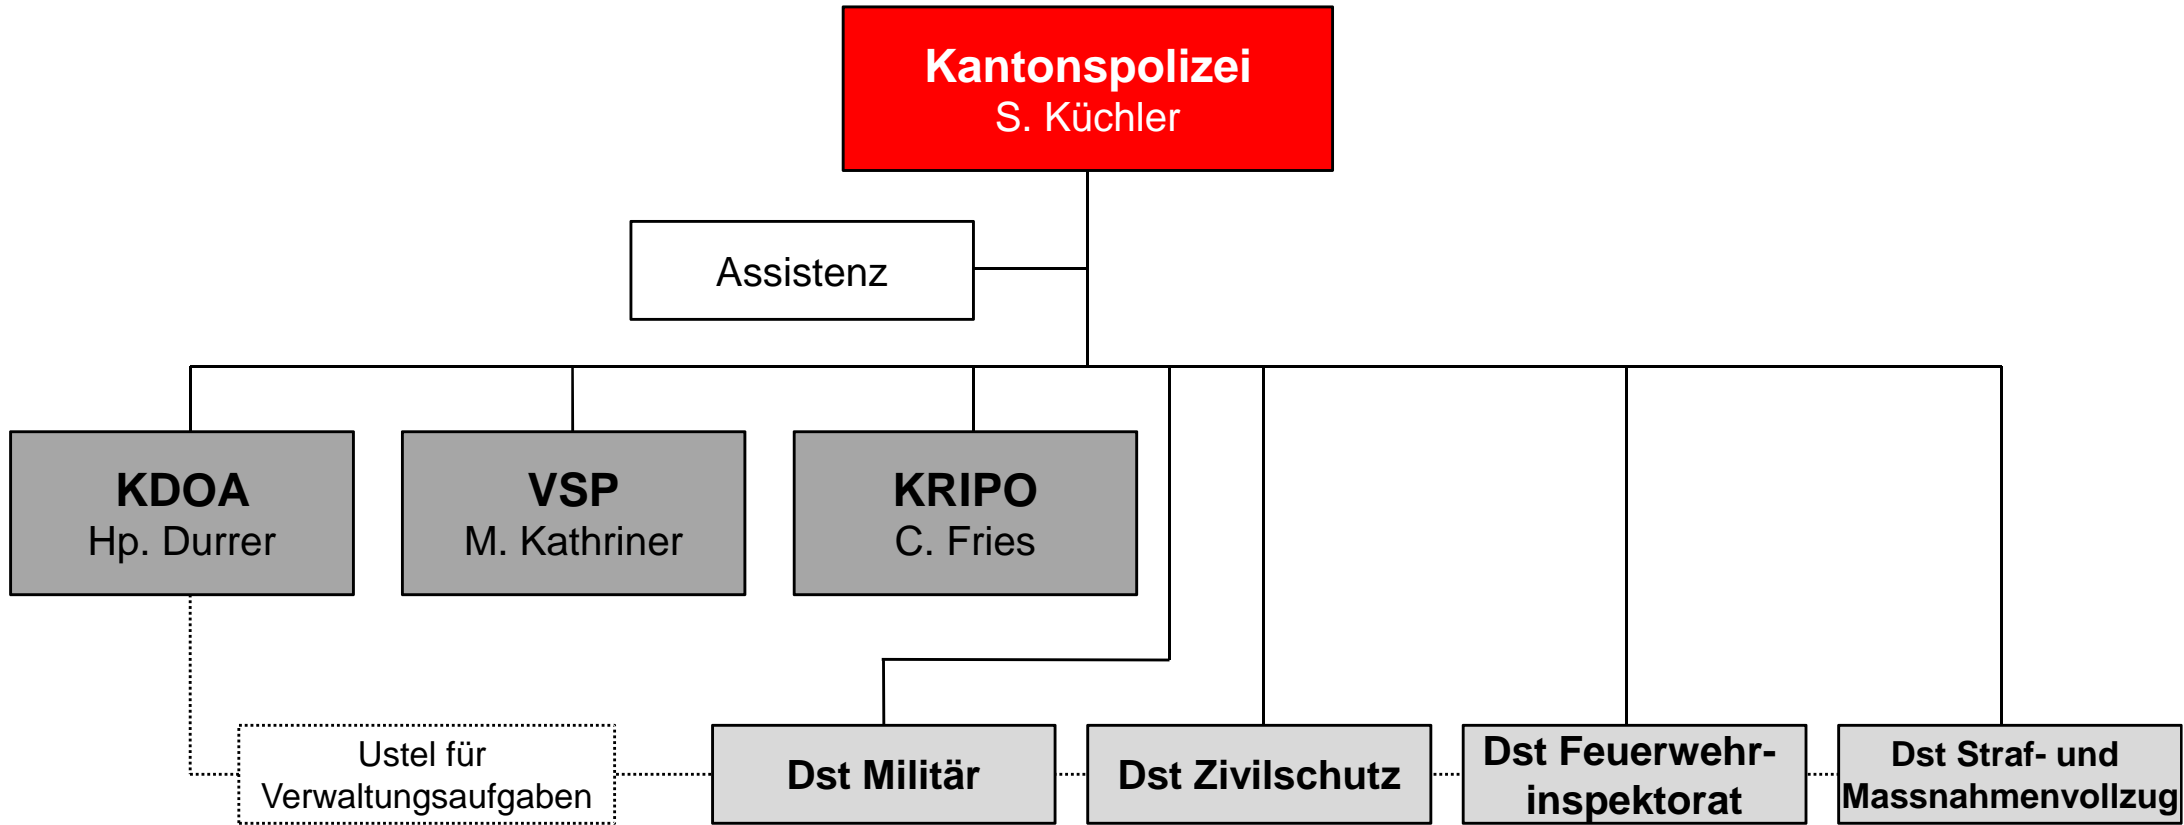 Kantonspolizei
S. Küchler
Assistenz
KDOA
Hp. Durrer
VSP
M. Kathriner
KRIPO
C. Fries
Ustel für
Verwaltungsaufgaben
Dst Militär
Dst Zivilschutz
Dst Feuerwehr-
inspektorat
Dst Straf- und
Massnahmenvollzug